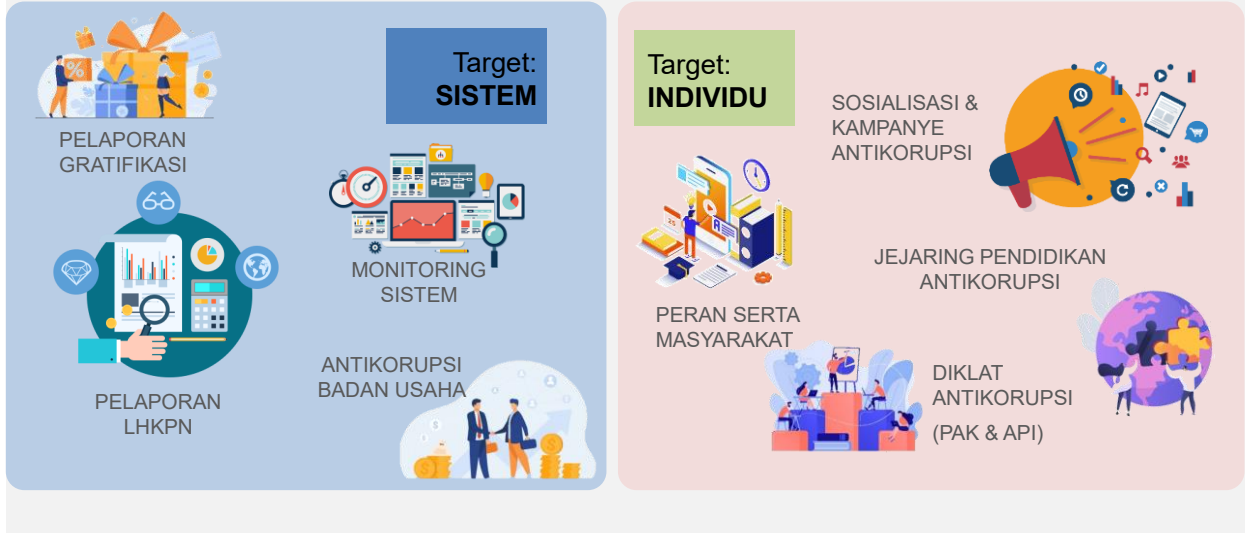 PELAPORAN
GRATIFIKASI
Target:
SISTEM
MONITORING
SISTEM
PELAPORAN
LHKPN
ANTIKORUPSI
BADAN USAHA
Target:
INDIVIDU
SOSIALISASI &
KAMPANYE
ANTIKORUPSI
PERAN SERTA
MASYARAKAT
JEJARING PENDIDIKAN
ANTIKORUPSI
DIKLAT
ANTIKORUPSI
(PAK & API)